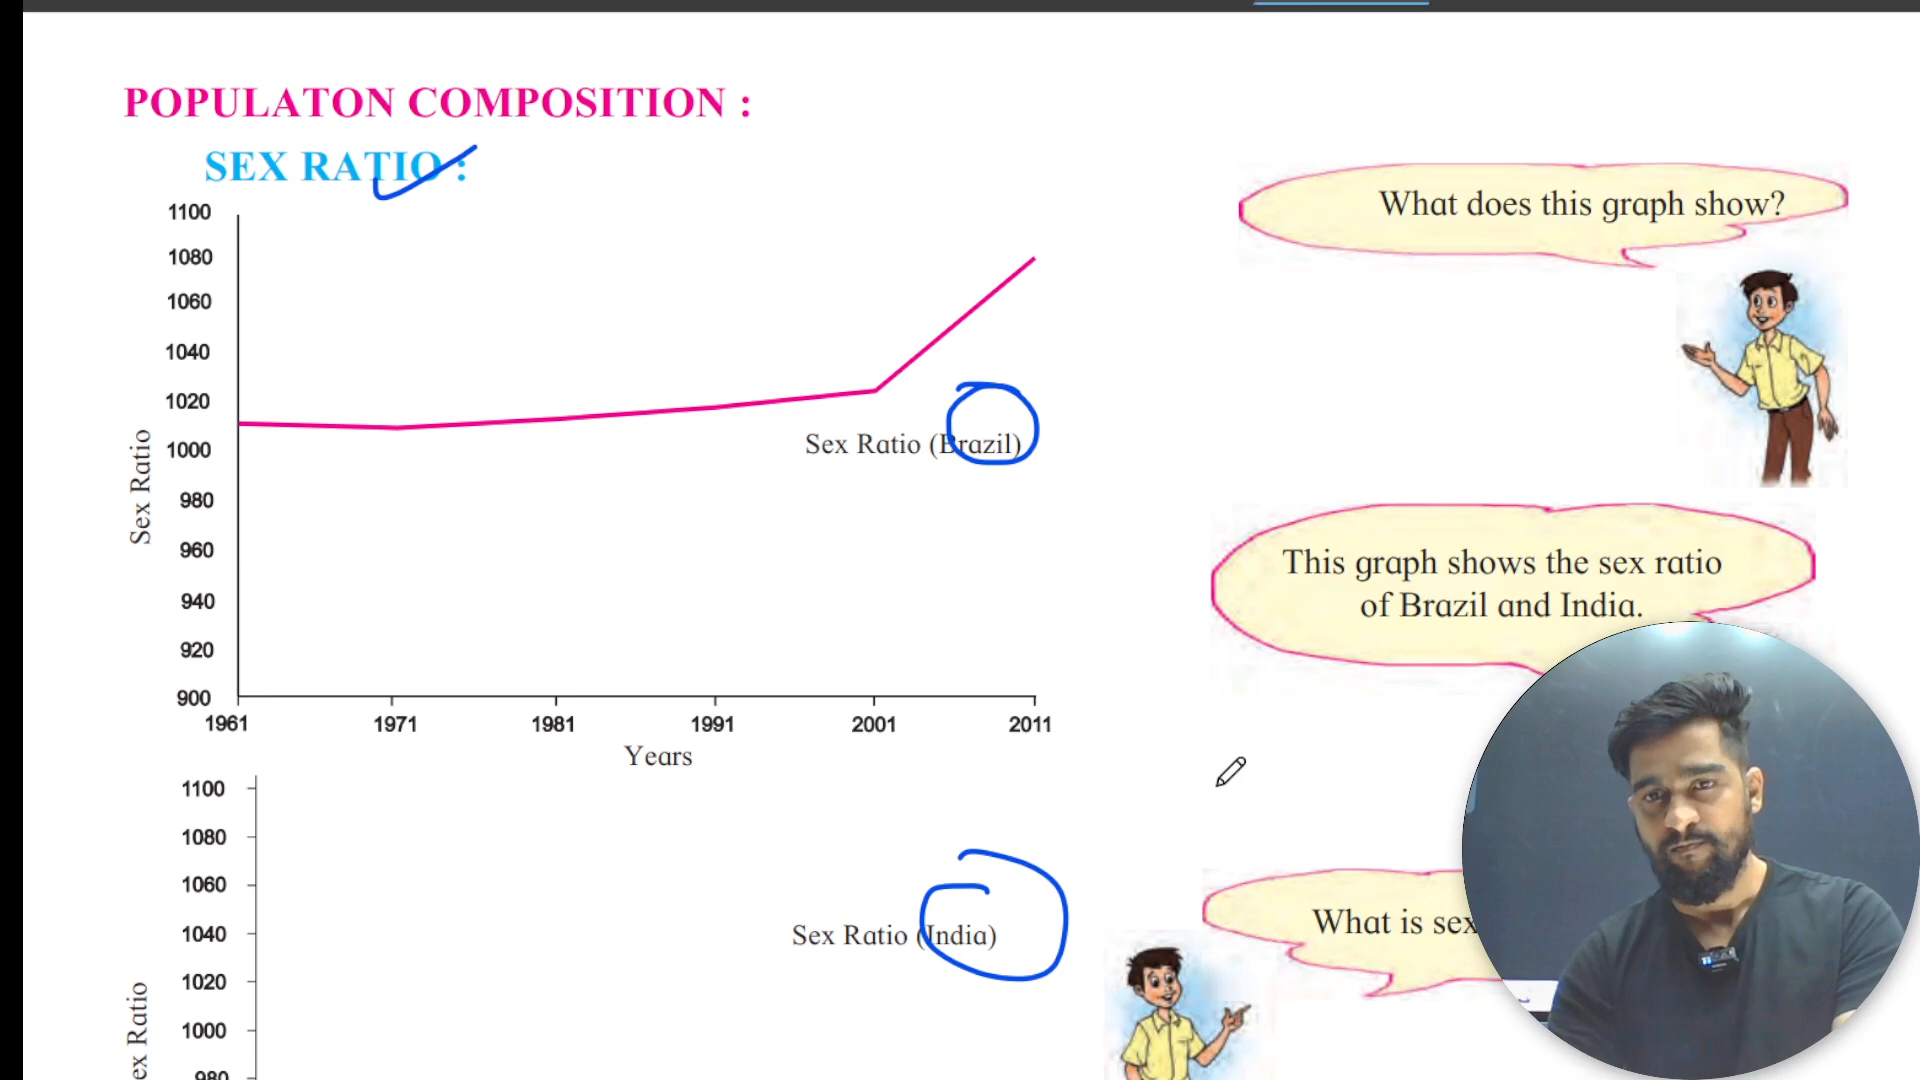 POPULATON COMPOSITION :
SEX RATIO :
1100
1080
1060
1040
1020
1000
980
960
940
920
900
Sex Ratio
Sex Ratio (Brazil)
1961 1971 1981 1991 2001 2011
Years
1100
1080
1060
1040
1020
1000
980
ex Ratio
Sex Ratio (India)
What does this graph show?
This graph shows the sex ratio
of Brazil and India.
What is sex